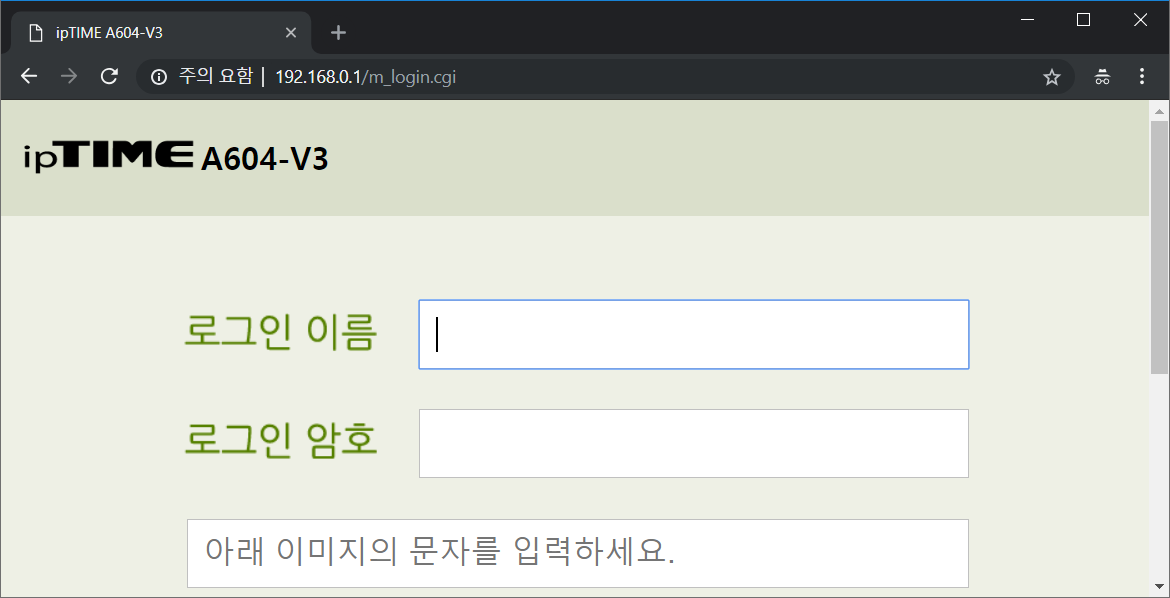 ipTIME A604-V3
주의 요함 | 192.168.0.1/m_login.cgi
ipTIME A604-V3
로그인 이름
로그인 암호
아래 이미지의 문자를 입력하세요.